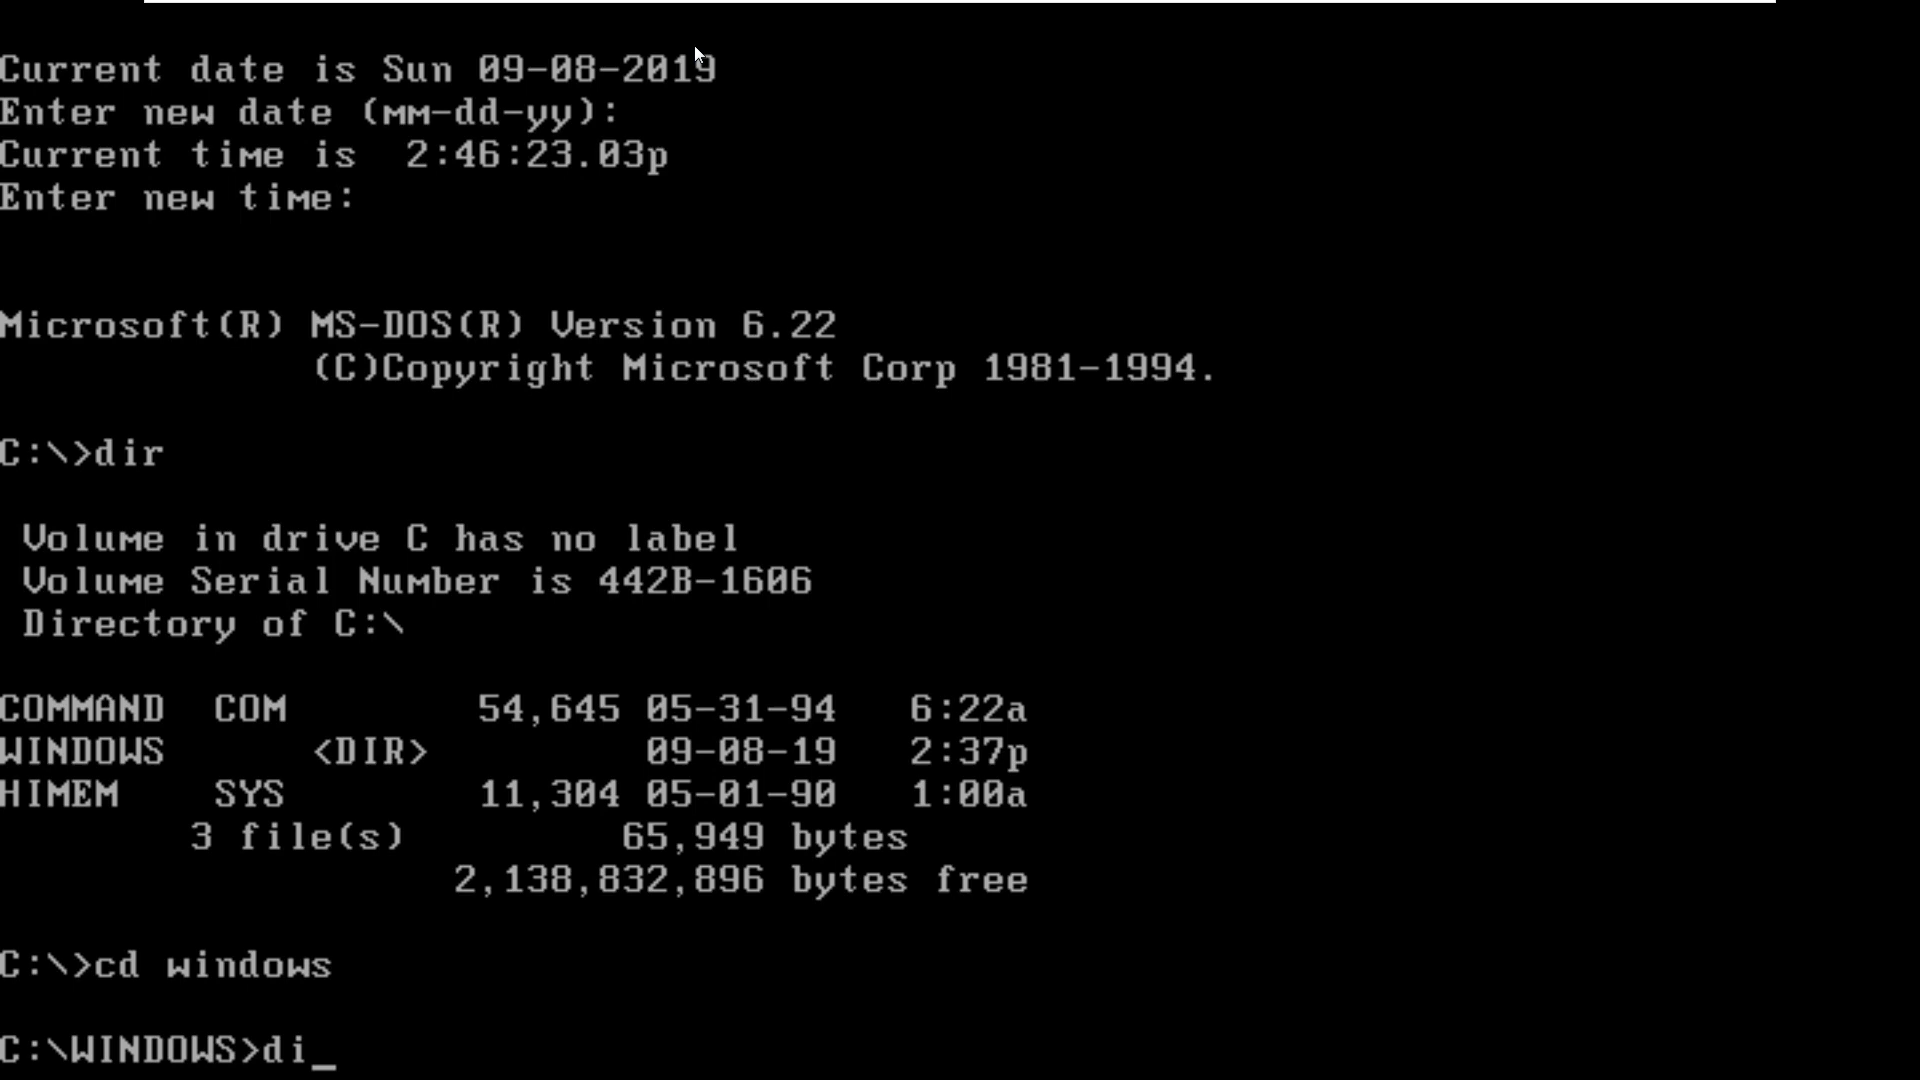 Current date is Sun 09-08-2019
Enter new date (mm-dd-yy):
Current time is  2:46:23.03p
Enter new time:
Microsoft(R) MS-DOS(R) Version 6.22
             (C)Copyright Microsoft Corp 1981-1994.
C:\>dir
 Volume in drive C has no label
 Volume Serial Number is 442B-1606
 Directory of C:\
COMMAND  COM        54,645 05-31-94   6:22a
WINDOWS      <DIR>         09-08-19   2:37p
HIMEM    SYS        11,304 05-01-90   1:00a
        3 file(s)         65,949 bytes
                   2,138,832,896 bytes free
C:\>cd windows
C:\WINDOWS>di_